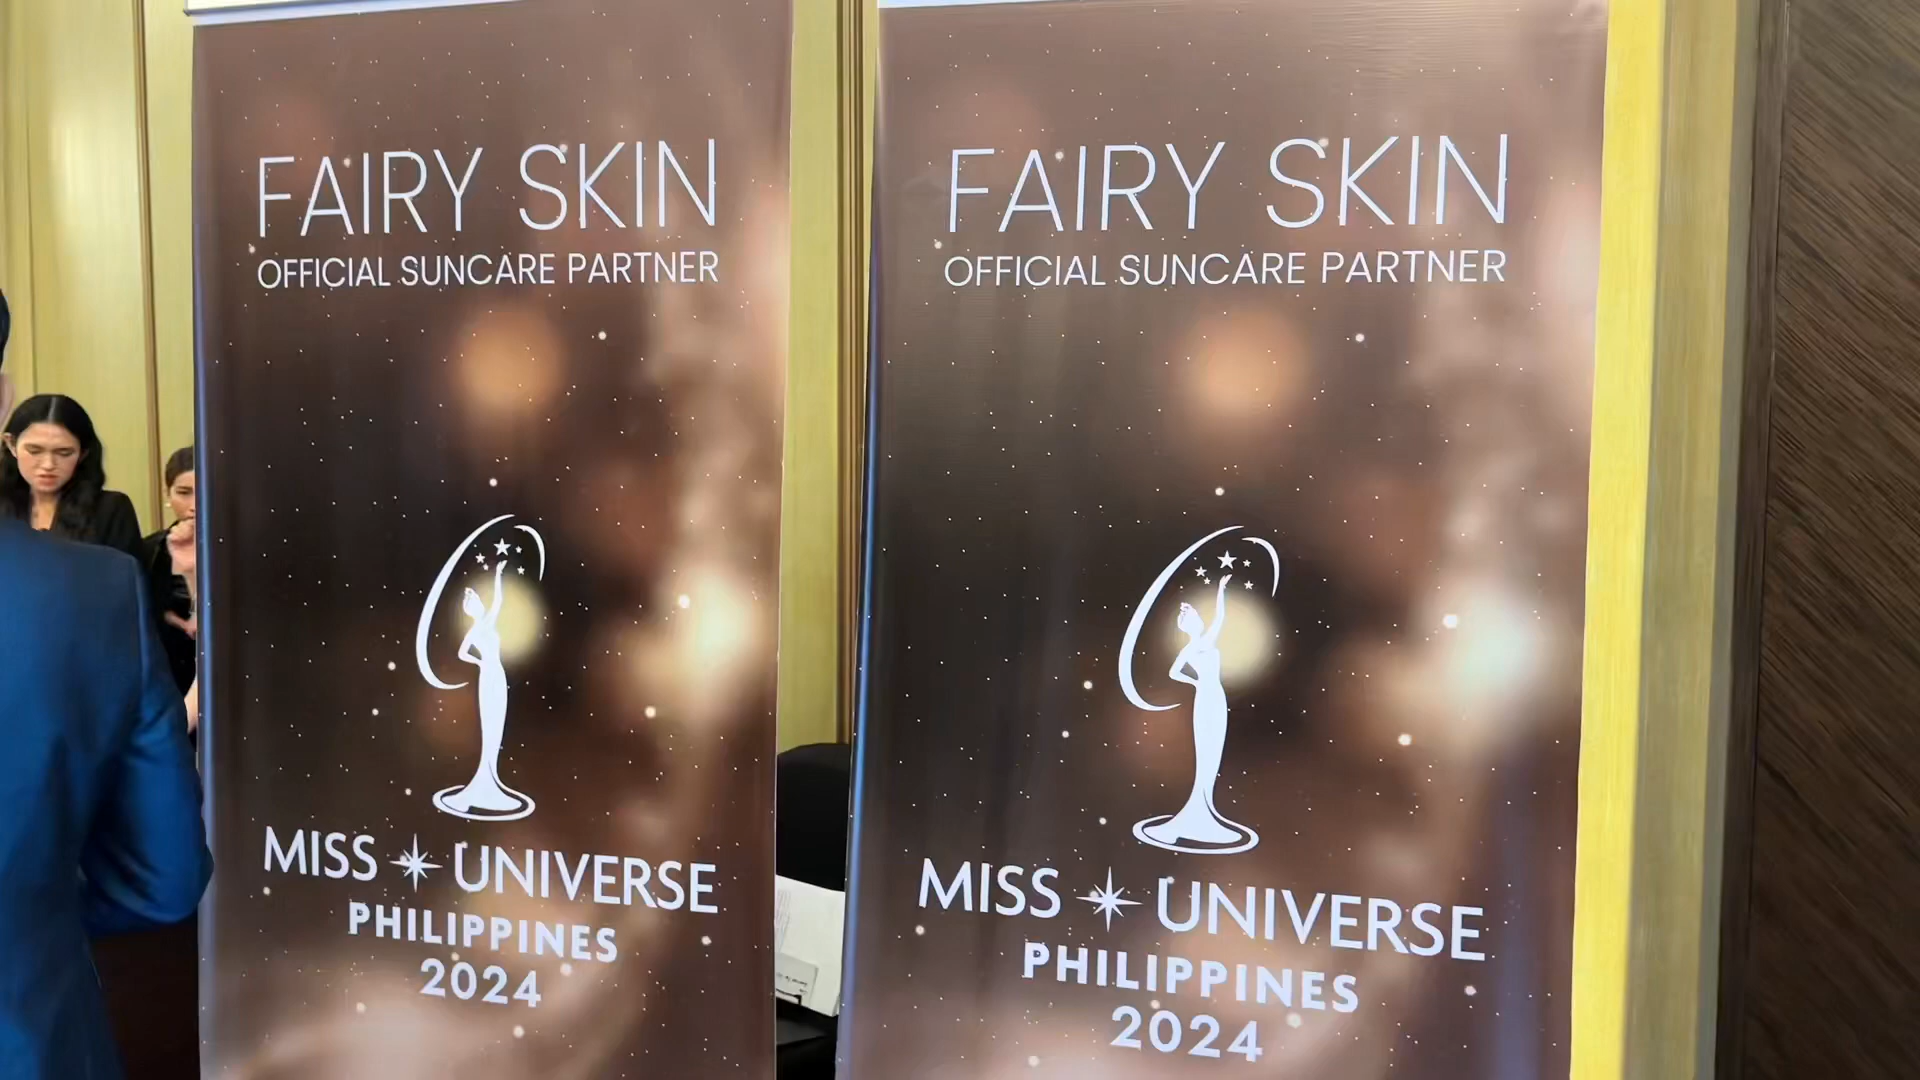 FAIRY SKIN
OFFICIAL SUNCARE PARTNER
MISS UNIVERSE
PHILIPPINES
2024
FAIRY SKIN
OFFICIAL SUNCARE PARTNER
MISS UNIVERSE
PHILIPPINES
2024